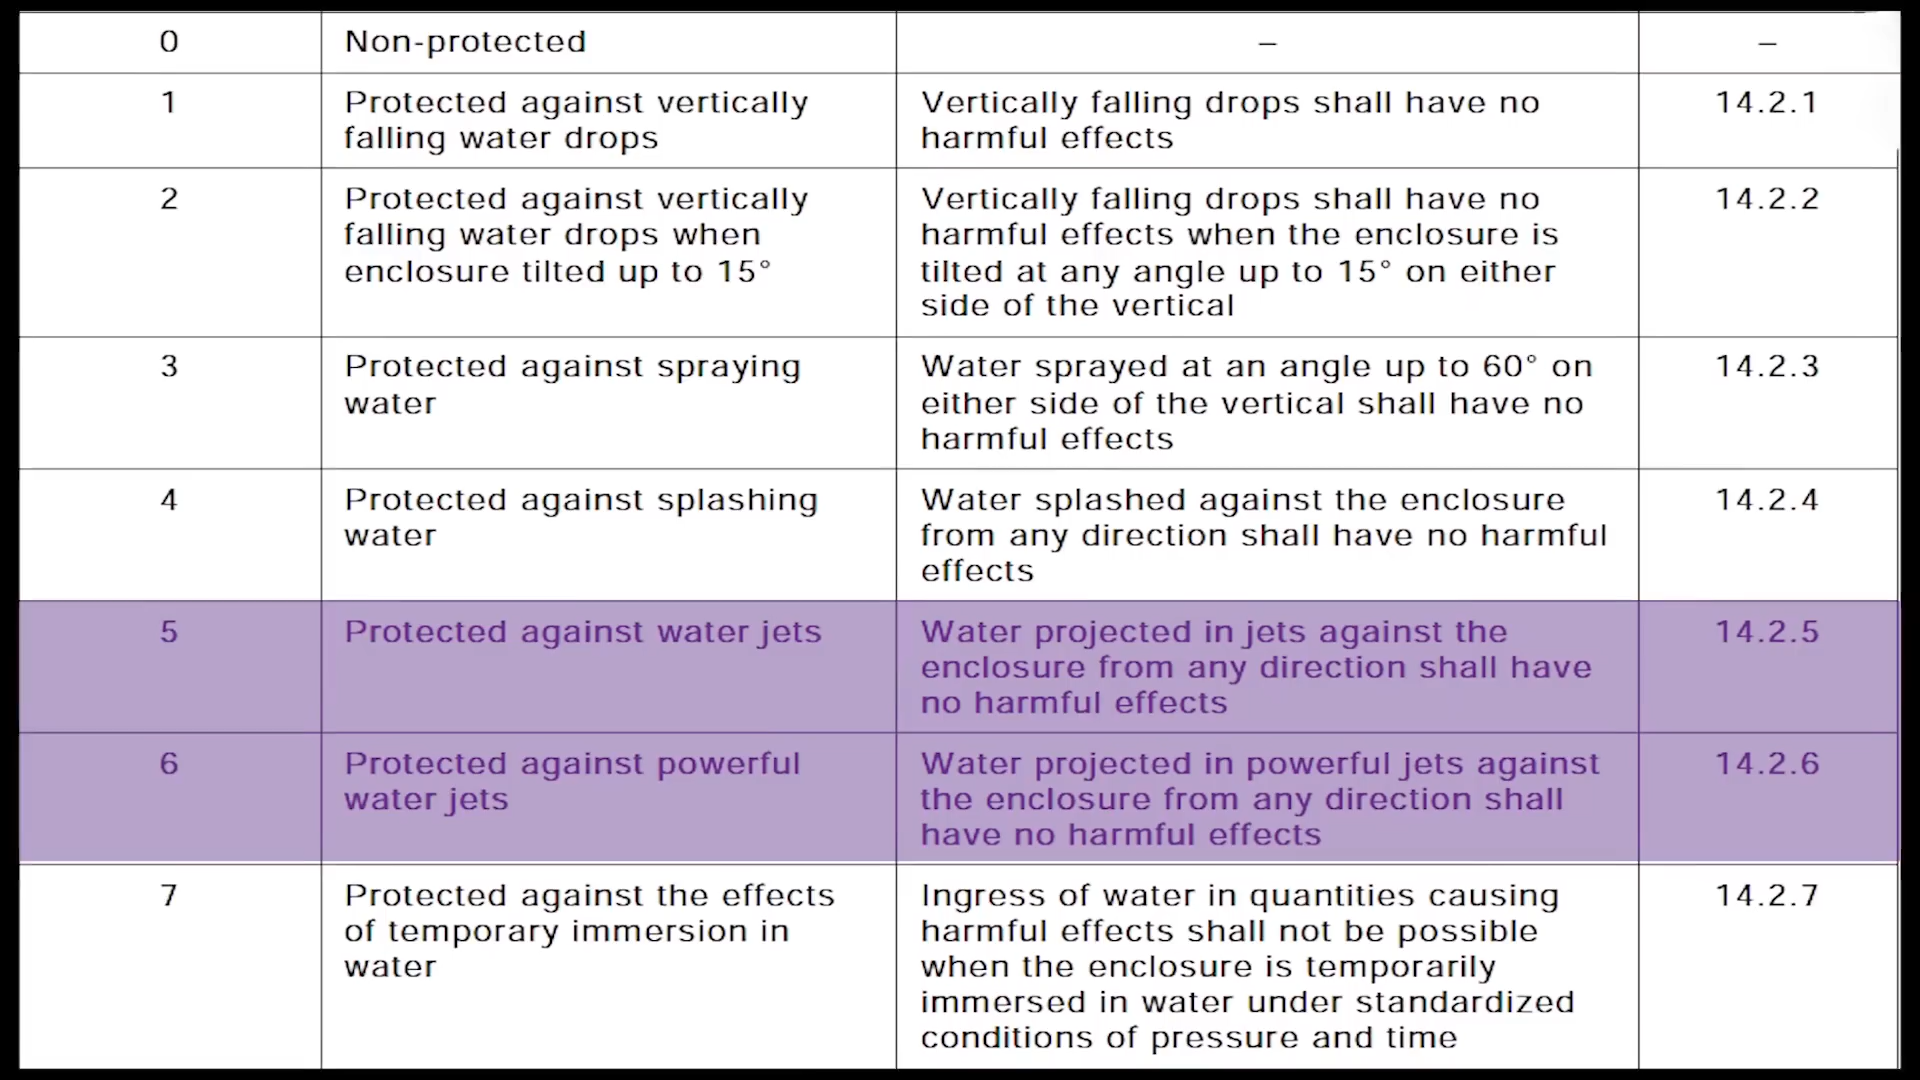 0 Non-protected – –
1 Protected against vertically Vertically falling drops shall have no 14.2.1
falling water drops harmful effects
2 Protected against vertically Vertically falling drops shall have no 14.2.2
falling water drops when harmful effects when the enclosure is
enclosure tilted up to 15° tilted at any angle up to 15° on either
side of the vertical
3 Protected against spraying Water sprayed at an angle up to 60° on 14.2.3
water either side of the vertical shall have no
harmful effects
4 Protected against splashing Water splashed against the enclosure 14.2.4
water from any direction shall have no harmful
effects
5 Protected against water jets Water projected in jets against the 14.2.5
enclosure from any direction shall have
no harmful effects
6 Protected against powerful Water projected in powerful jets against 14.2.6
water jets the enclosure from any direction shall
have no harmful effects
7 Protected against the effects Ingress of water in quantities causing 14.2.7
of temporary immersion in harmful effects shall not be possible
water when the enclosure is temporarily
immersed in water under standardized
conditions of pressure and time